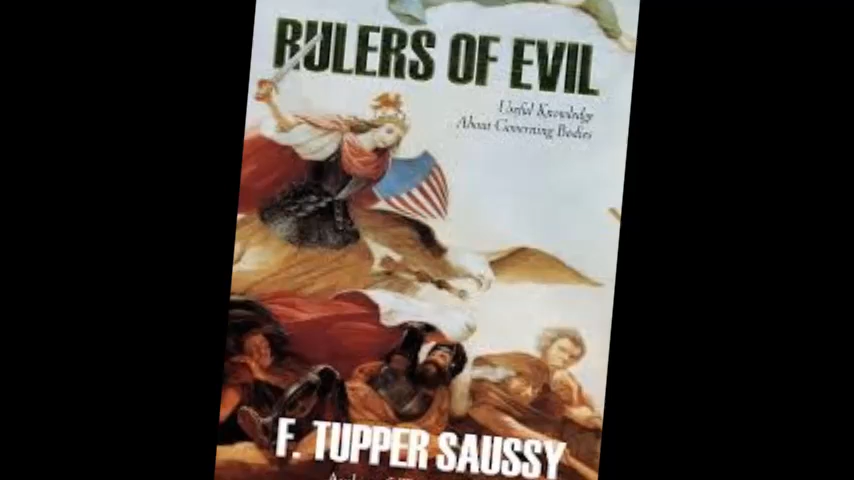 RULERS OF EVIL
Useful Knowledge
About Governing Bodies
F. TUPPER SAUSSY